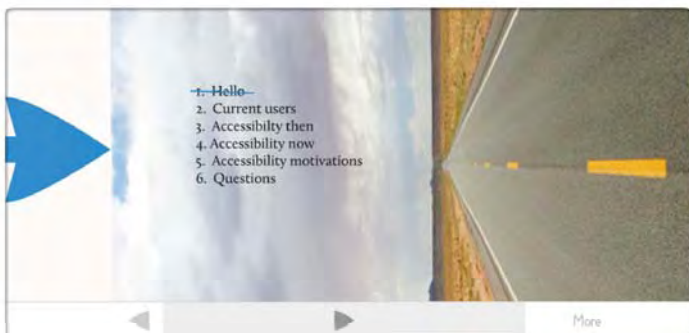 1. Hello
2. Current users
3. Accessibilty then
4. Accessibility now
5. Accessibility motivations
6. Questions
More